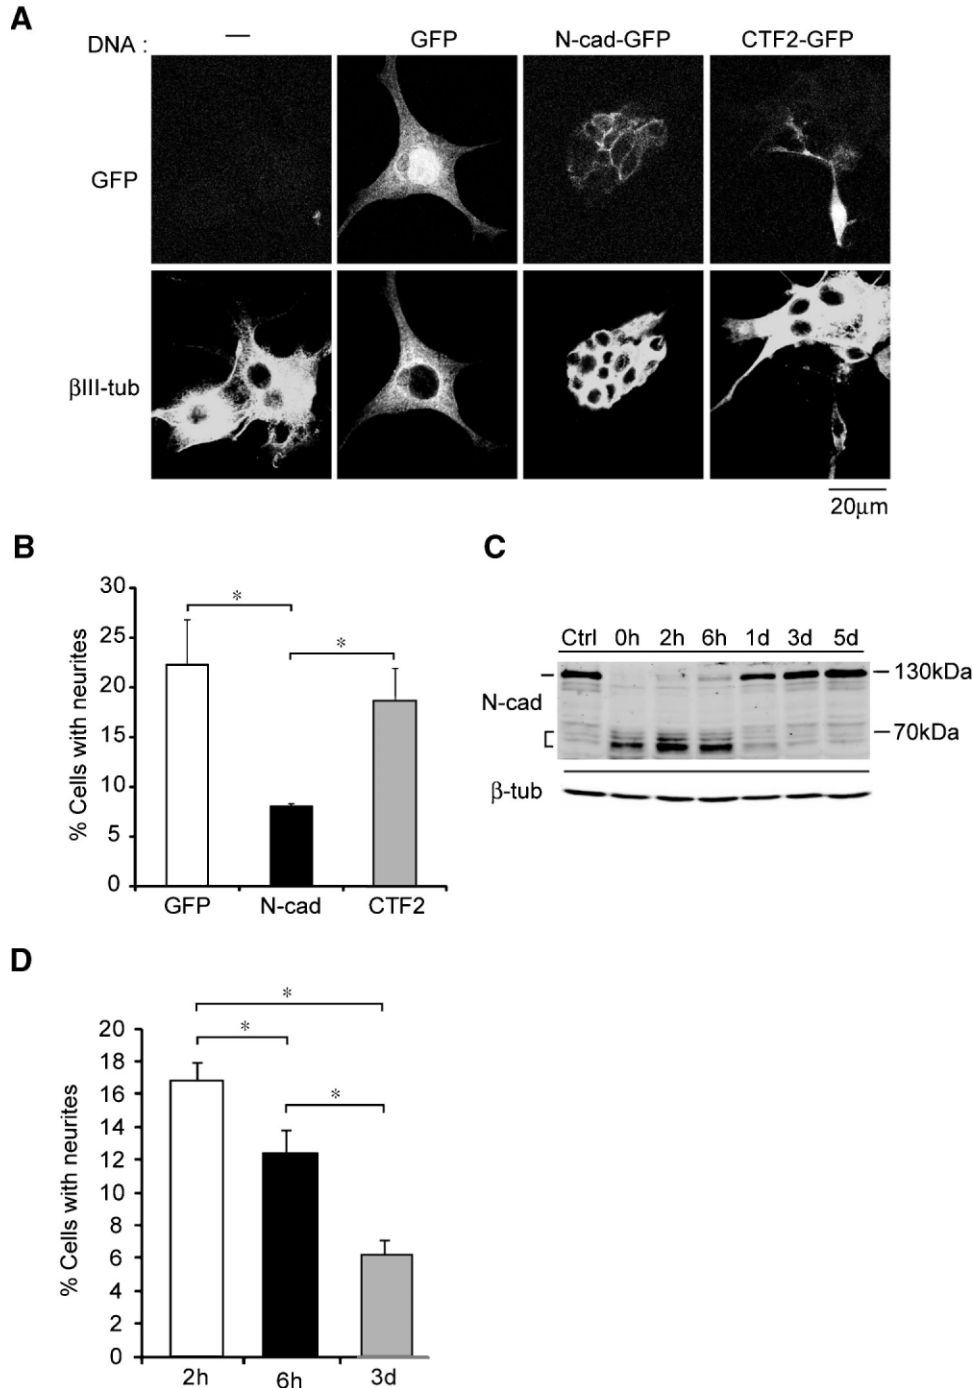 A
DNA : — GFP N-cad-GFP CTF2-GFP
GFP
βIII-tub
20μm
B
% Cells with neurites
30
25
20
15
10
5
0
* *
GFP N-cad CTF2
C
Ctrl 0h 2h 6h 1d 3d 5d
N-cad
130kDa
70kDa
β-tub
D
% Cells with neurites
20
18
16
14
12
10
8
6
4
2
0
*
*
*
2h 6h 3d